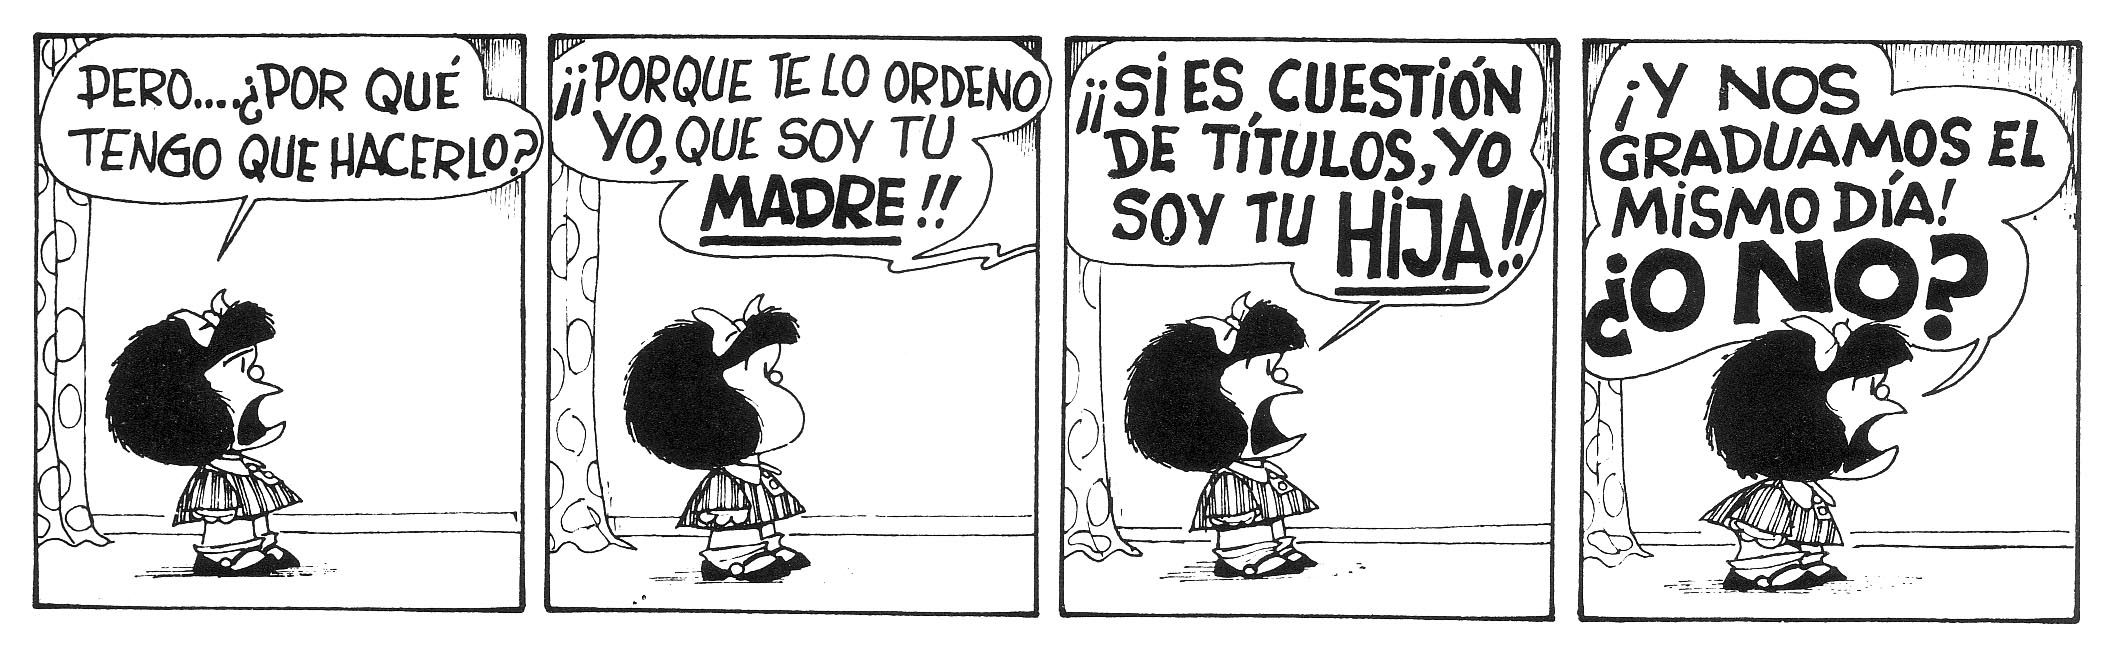 PERO....¿POR QUÉ
TENGO QUE HACERLO?
¡¡PORQUE TE LO ORDENO
YO, QUE SOY TU
MADRE!!
¡¡Si ES CUESTiÓN
DE TÍTULOS, YO
SOY TU HiJA!!
¡Y NOS
GRADUAMOS EL
MiSMO DÍA!
¿O NO?